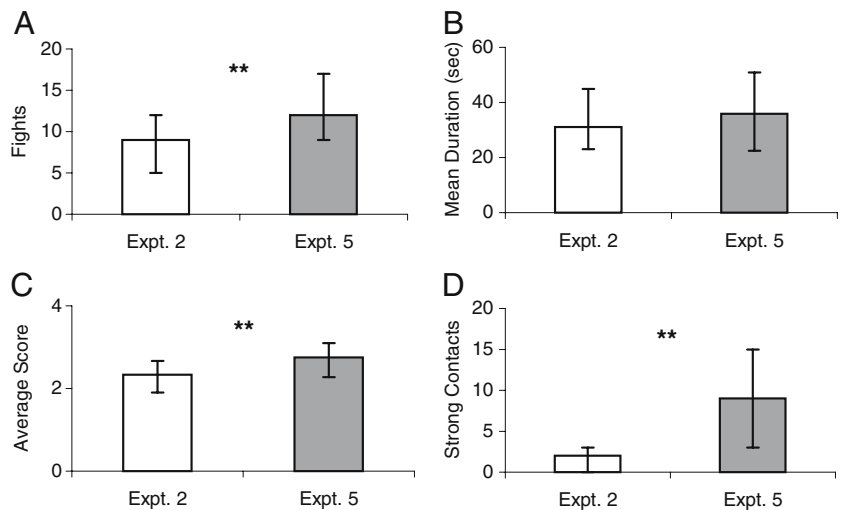 A
20
15
10
5
0
Fights
**
Expt. 2
Expt. 5
B
60
40
20
0
Mean Duration (sec)
Expt. 2
Expt. 5
C
4
2
0
Average Score
**
Expt. 2
Expt. 5
D
20
15
10
5
0
Strong Contacts
**
Expt. 2
Expt. 5